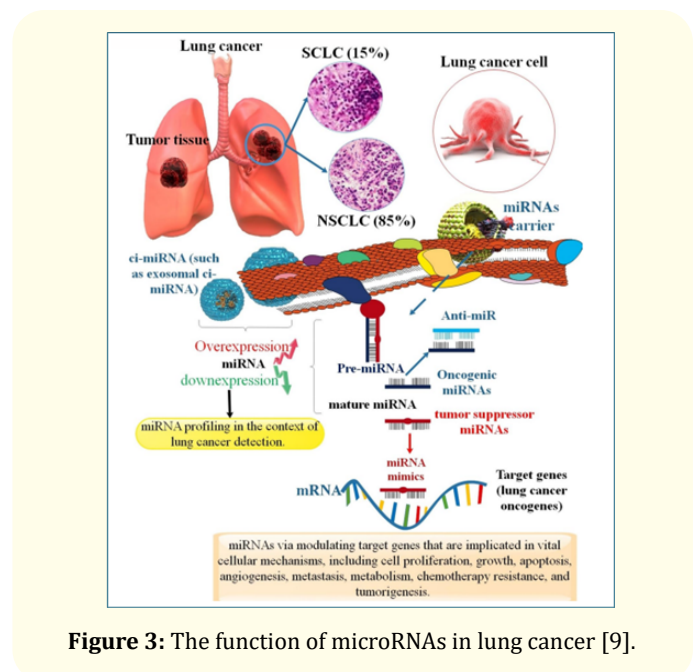 Lung cancer
SCLC (15%)
Lung cancer cell
Tumor tissue
NSCLC (85%)
miRNAs
carrier
ci-miRNA (such
as exosomal ci-
miRNA)
Anti-miR
Overexpression
miRNA
downexpression
Pre-miRNA
Oncogenic
miRNAs
mature miRNA
tumor suppressor
miRNAs
miRNA profiling in the context of
lung cancer detection.
miRNA
mimics
mRNA
Target genes
(lung cancer
oncogenes)
miRNAs via modulating target genes that are implicated in vital
cellular mechanisms, including cell proliferation, growth, apoptosis,
angiogenesis, metastasis, metabolism, chemotherapy resistance, and
tumorigenesis.
Figure 3: The function of microRNAs in lung cancer [9].